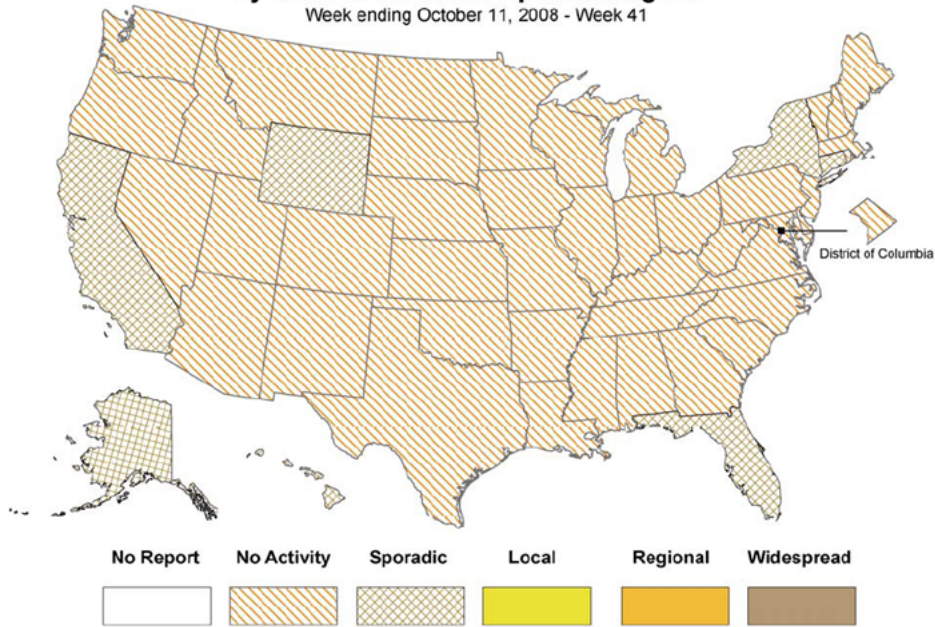 Week ending October 11, 2008 - Week 41
District of Columbia
No Report
No Activity
Sporadic
Local
Regional
Widespread